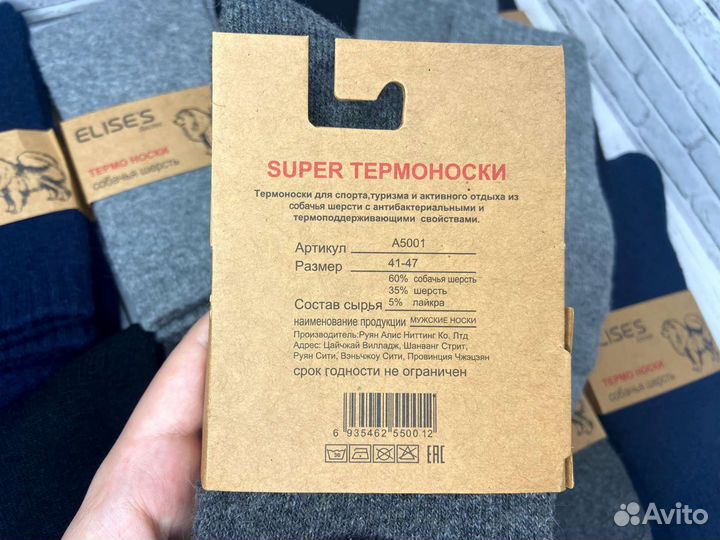 SUPER ТЕРМОНОСКИ
Термоноски для спорта,туризма и активного отдыха из
собачья шерсти с антибактериальными и
термоподдерживающими свойствами.
Артикул A5001
Размер 41-47
60% собачья шерсть
35% шерсть
Состав сырья 5% лайкра
наименование продукции МУЖСКИЕ НОСКИ
Производитель:Руян Алис Ниттинг Ко. Лтд
Адрес: Цайчжай Вилладж, Шанванг Стрит,
Руян Сити, Вэньчжоу Сити, Провинция Чжэцзян
срок годности не ограничен
6 935462 550012
30
EAC
ELISES
ТЕРМО НОСКИ
собачья шерсть
ELISES
ТЕРМО НОСКИ
собачья шерсть
Avito